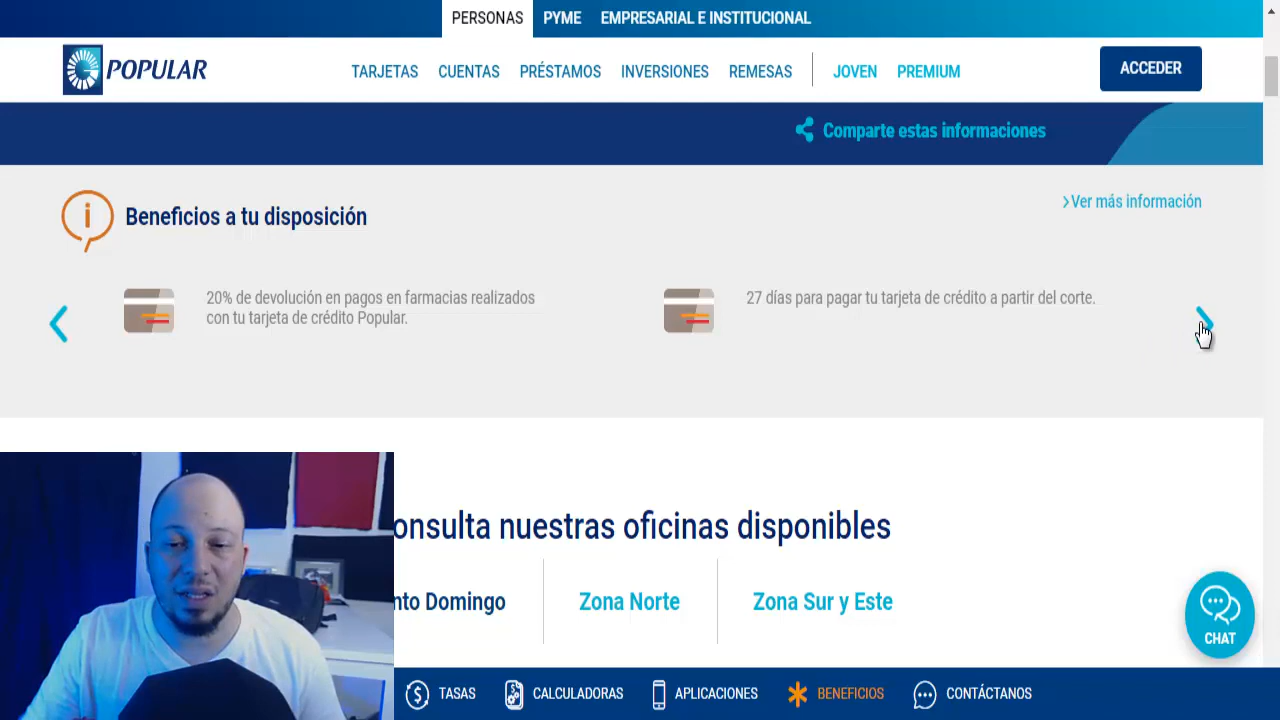 PERSONAS PYME EMPRESARIAL E INSTITUCIONAL
POPULAR
TARJETAS CUENTAS PRÉSTAMOS INVERSIONES REMESAS JOVEN PREMIUM
ACCEDER
Comparte estas informaciones
i
Beneficios a tu disposición
Ver más información
20% de devolución en pagos en farmacias realizados
con tu tarjeta de crédito Popular.
27 días para pagar tu tarjeta de crédito a partir del corte.
onsulta nuestras oficinas disponibles
nto Domingo
Zona Norte
Zona Sur y Este
CHAT
TASAS CALCULADORAS APLICACIONES BENEFICIOS CONTÁCTANOS